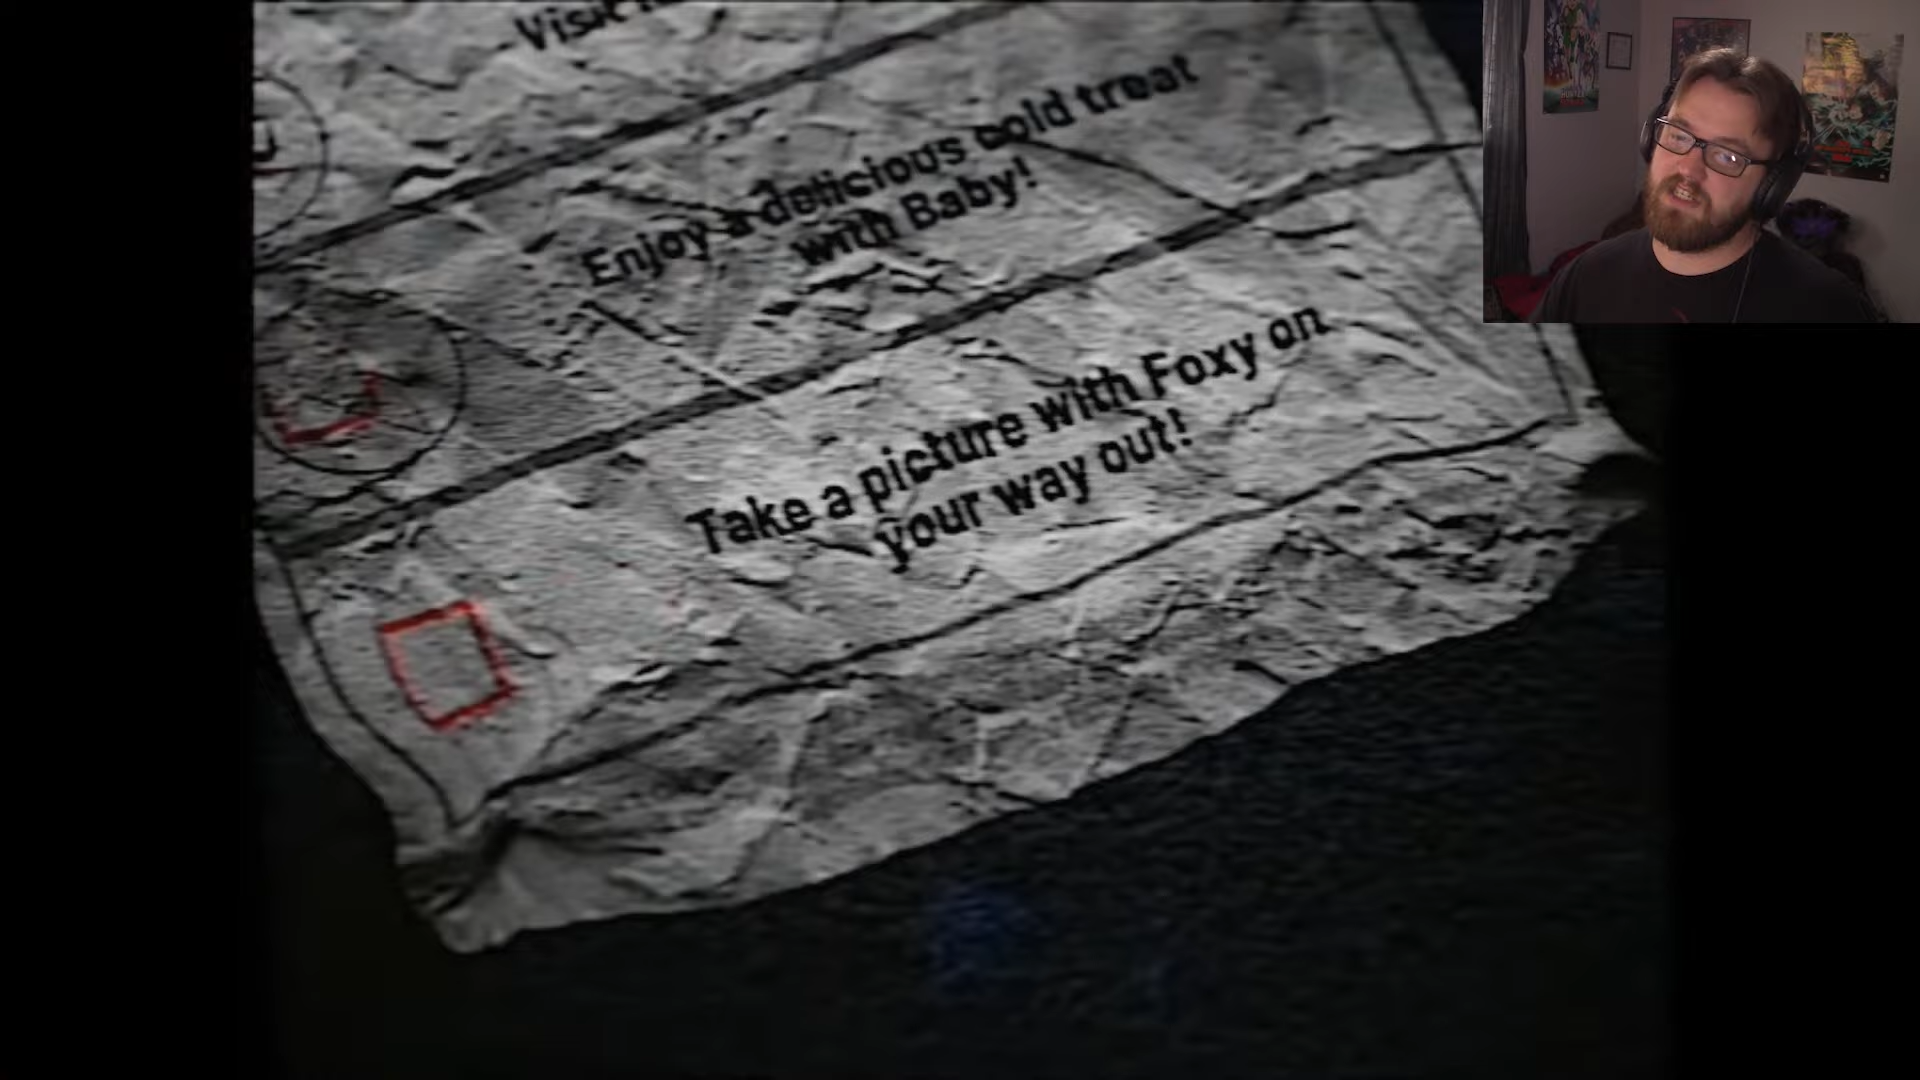 Enjoy a delicious cold treat
with Baby!
Take a picture with Foxy on
your way out!